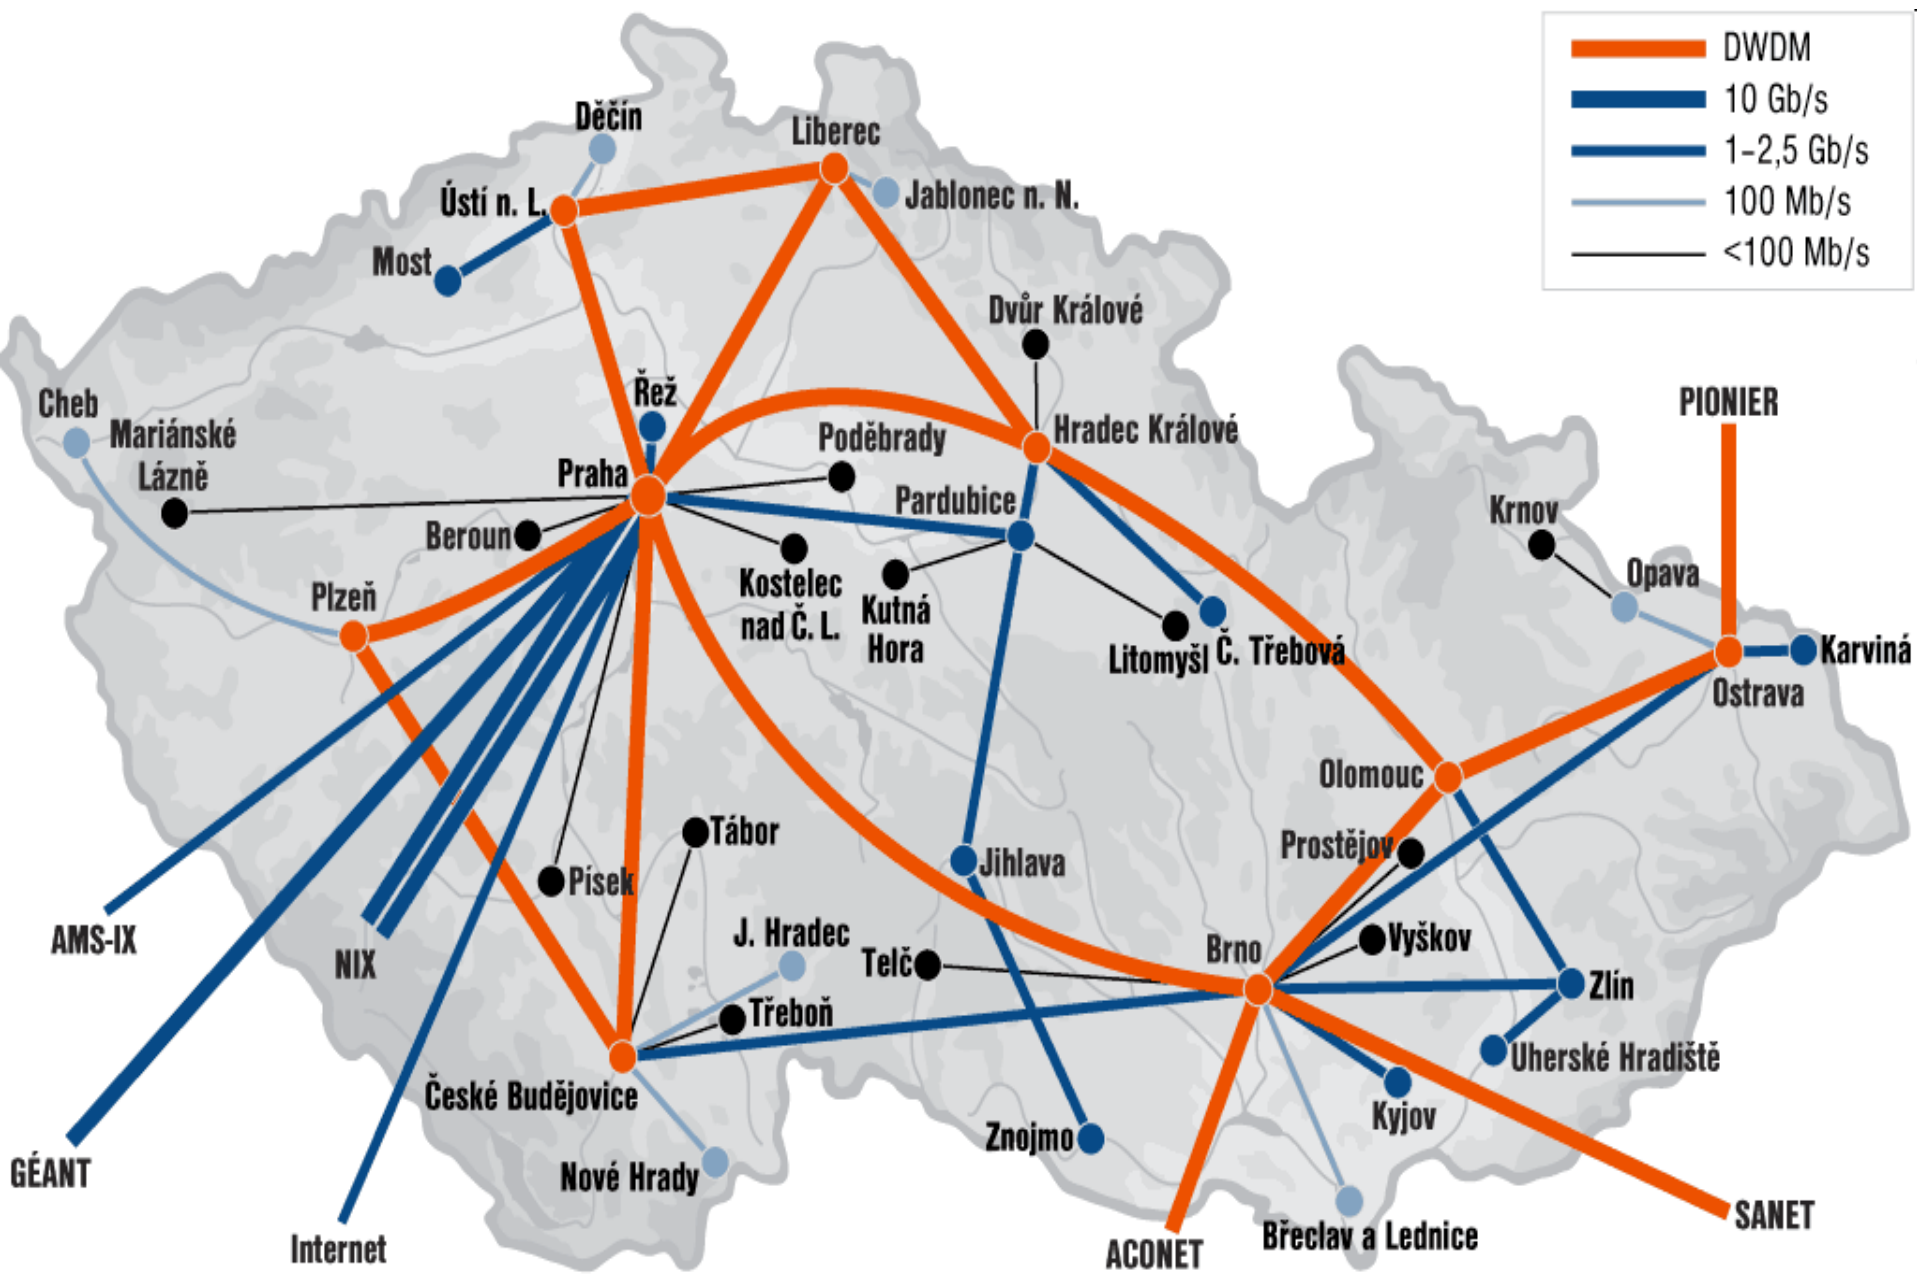 DWDM
10 Gb/s
1–2,5 Gb/s
100 Mb/s
<100 Mb/s
Děčín
Liberec
Ústí n. L.
Jablonec n. N.
Most
Dvůr Králové
Řež
Cheb
PIONIER
Mariánské
Lázně
Poděbrady
Hradec Králové
Praha
Pardubice
Krnov
Beroun
Opava
Plzeň
Kostelec
nad Č. L.
Kutná
Hora
Litomyšl
Č. Třebová
Karviná
Ostrava
Olomouc
Tábor
Prostějov
Jihlava
Písek
AMS-IX
NIX
J. Hradec
Telč
Brno
Vyškov
Zlín
Třeboň
Uherské Hradiště
České Budějovice
Kyjov
Znojmo
GÉANT
Nové Hrady
SANET
Internet
ACONET
Břeclav a Lednice